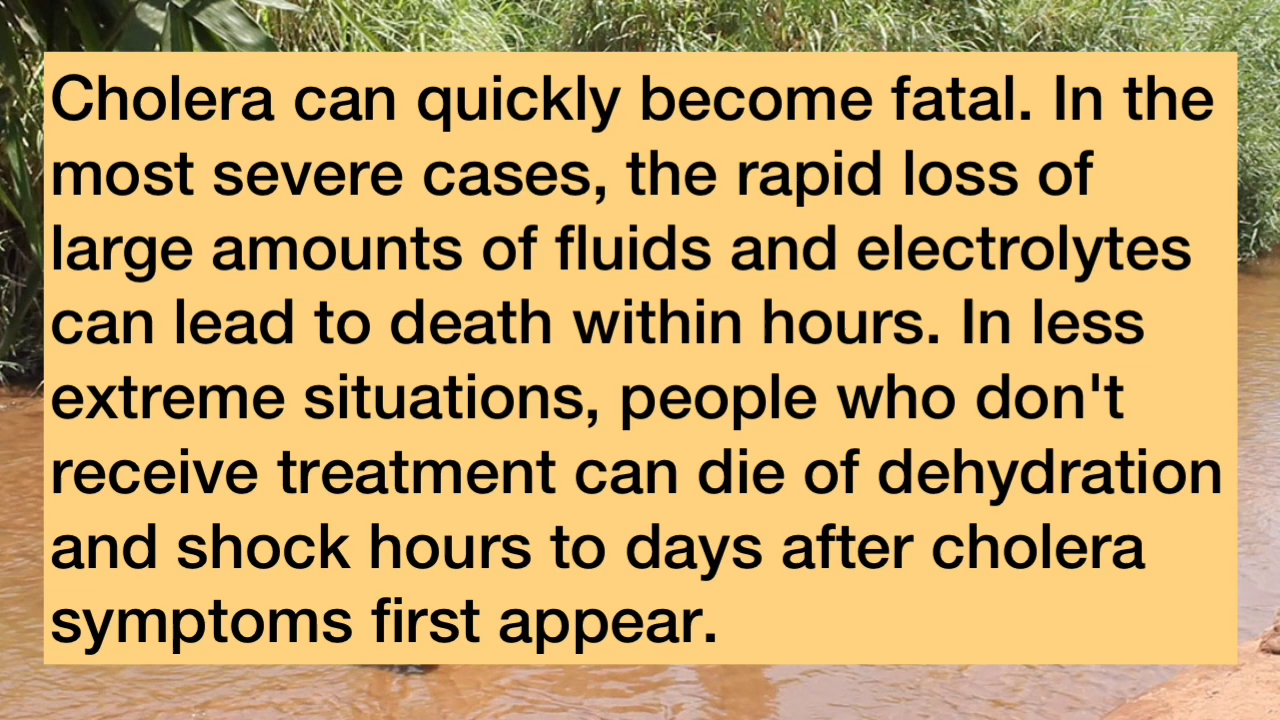 Cholera can quickly become fatal. In the
most severe cases, the rapid loss of
large amounts of fluids and electrolytes
can lead to death within hours. In less
extreme situations, people who don't
receive treatment can die of dehydration
and shock hours to days after cholera
symptoms first appear.